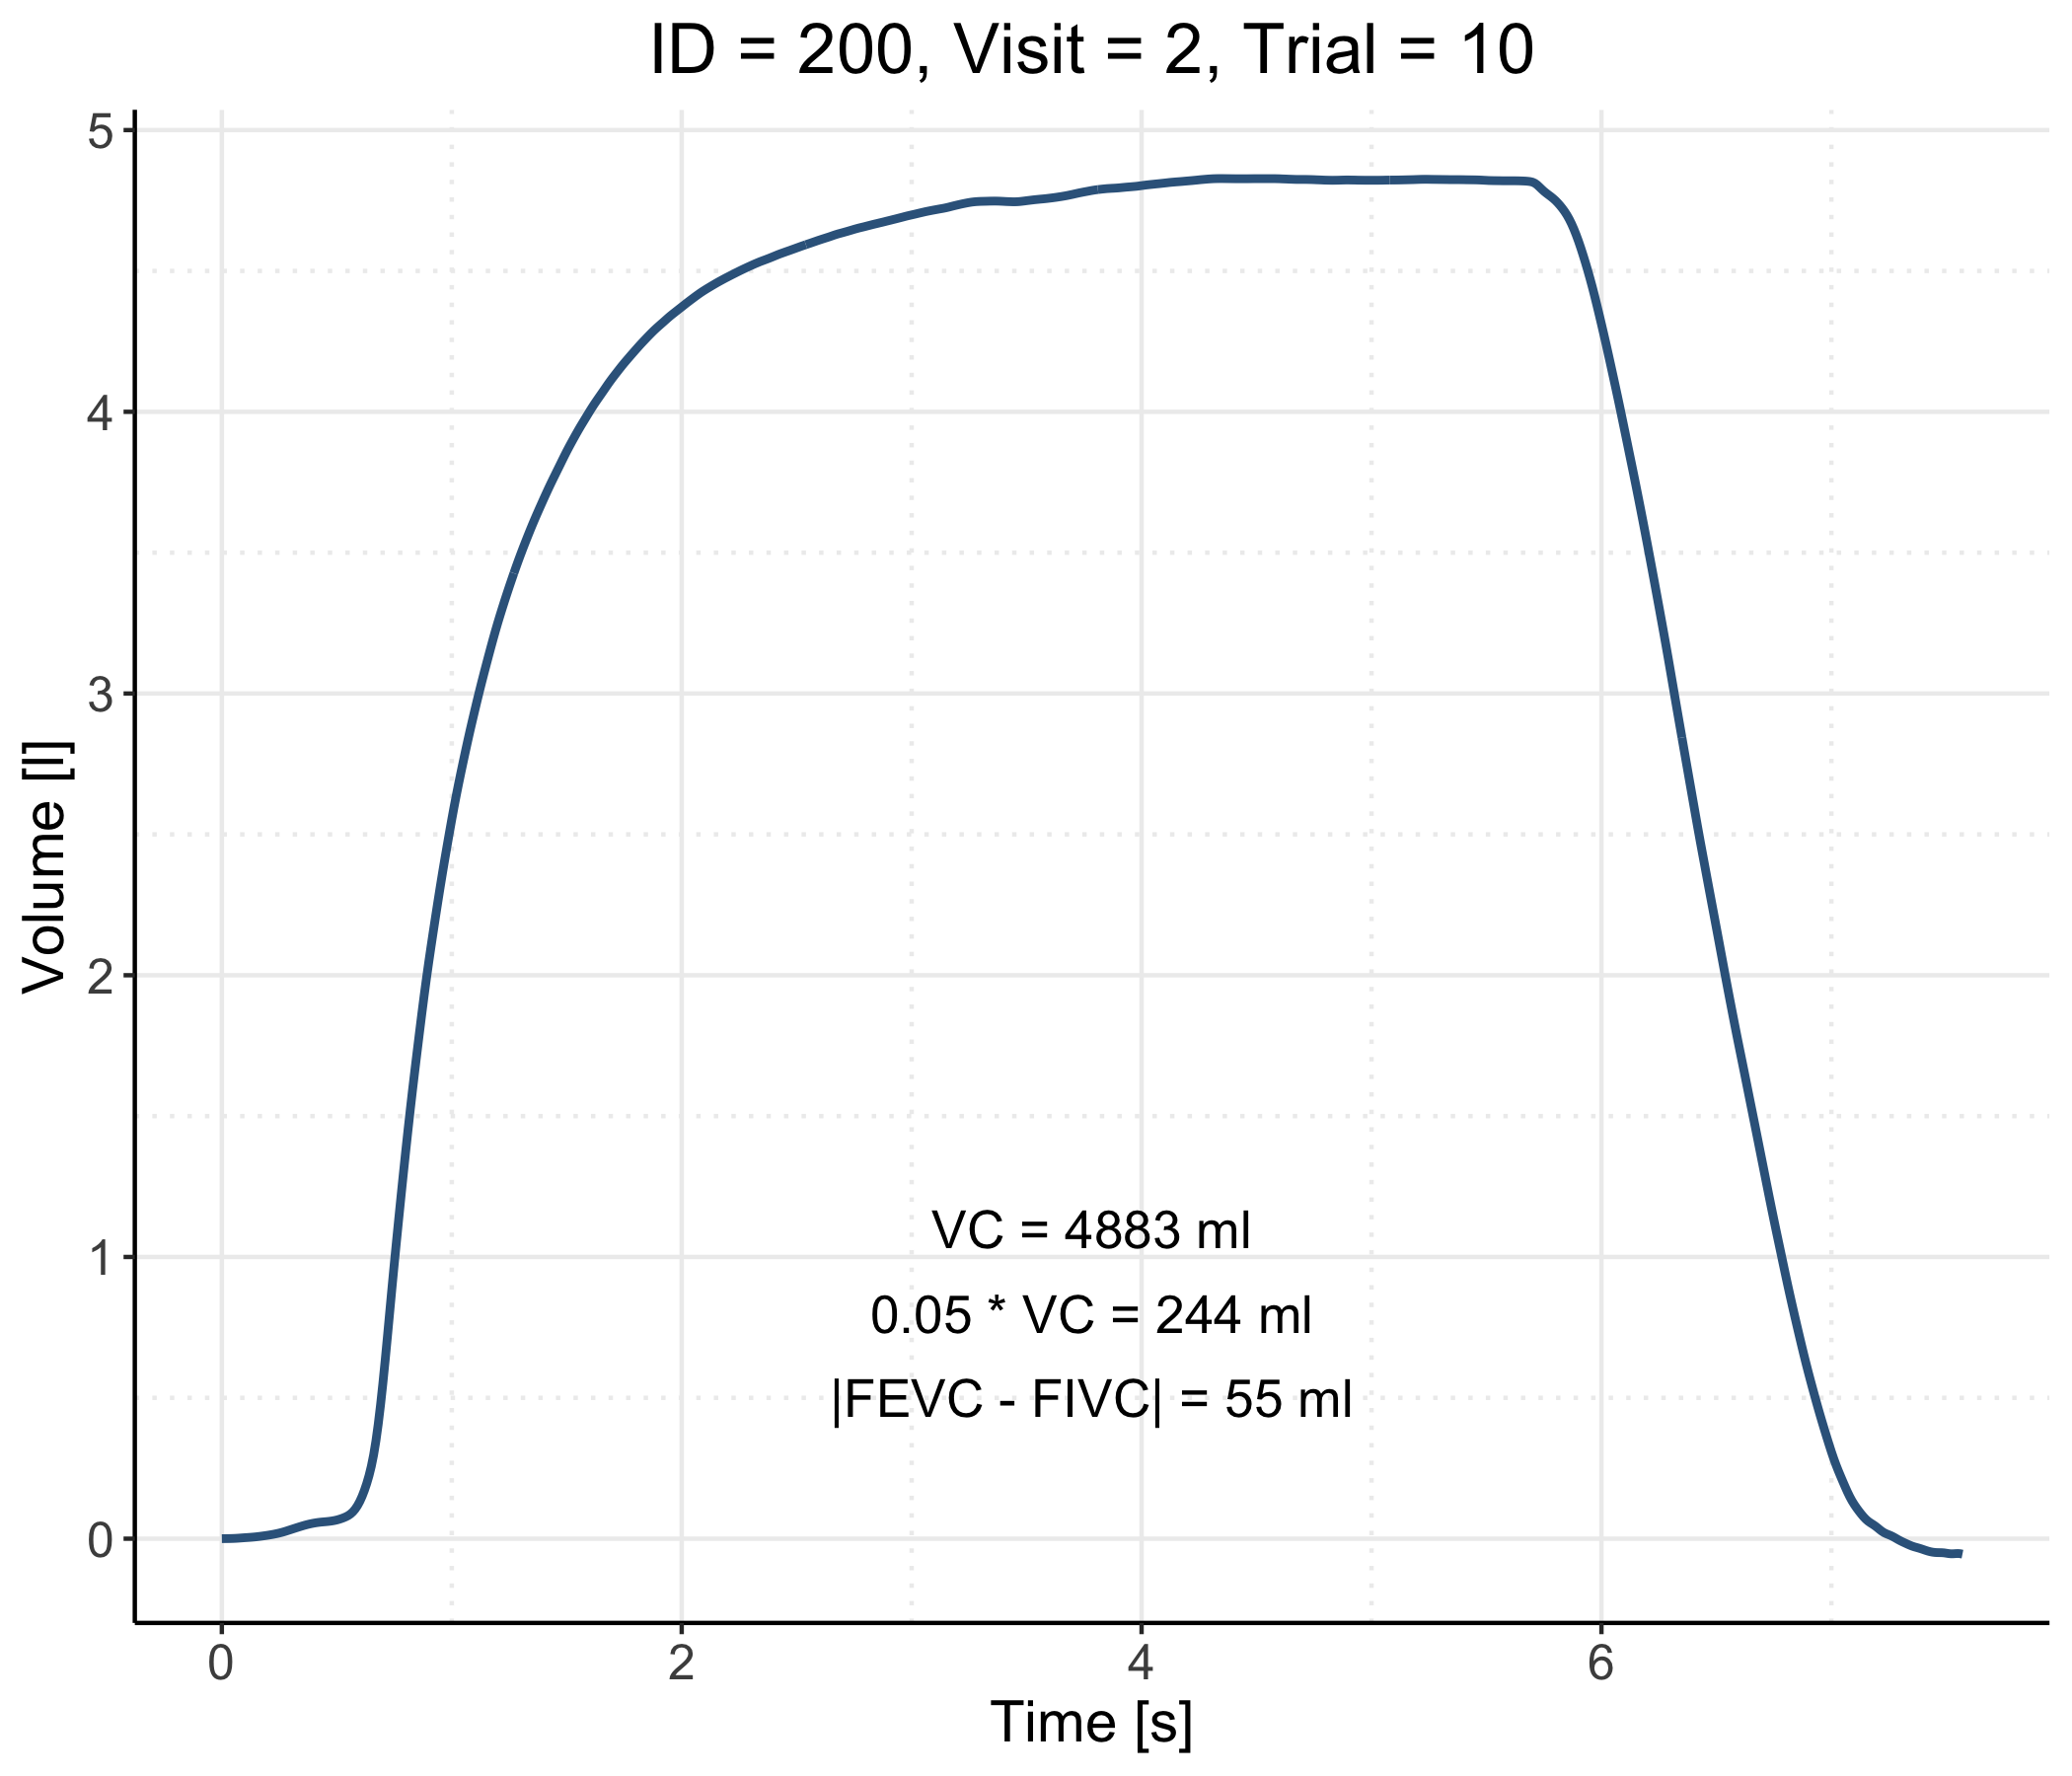 ID = 200, Visit = 2, Trial = 10
5
4
3
2
1
0
Volume [l]
VC = 4883 ml
0.05 * VC = 244 ml
|FEVC - FIVC| = 55 ml
0 2 4 6
Time [s]